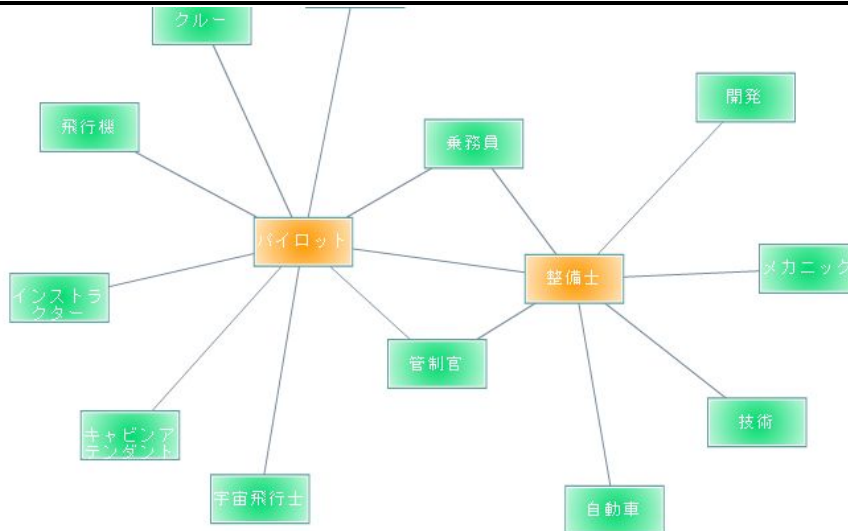 クルー
開発
飛行機
乗務員
パイロット
メカニック
整備士
インストラ
クター
管制官
技術
キャビンア
テンダント
宇宙飛行士
自動車